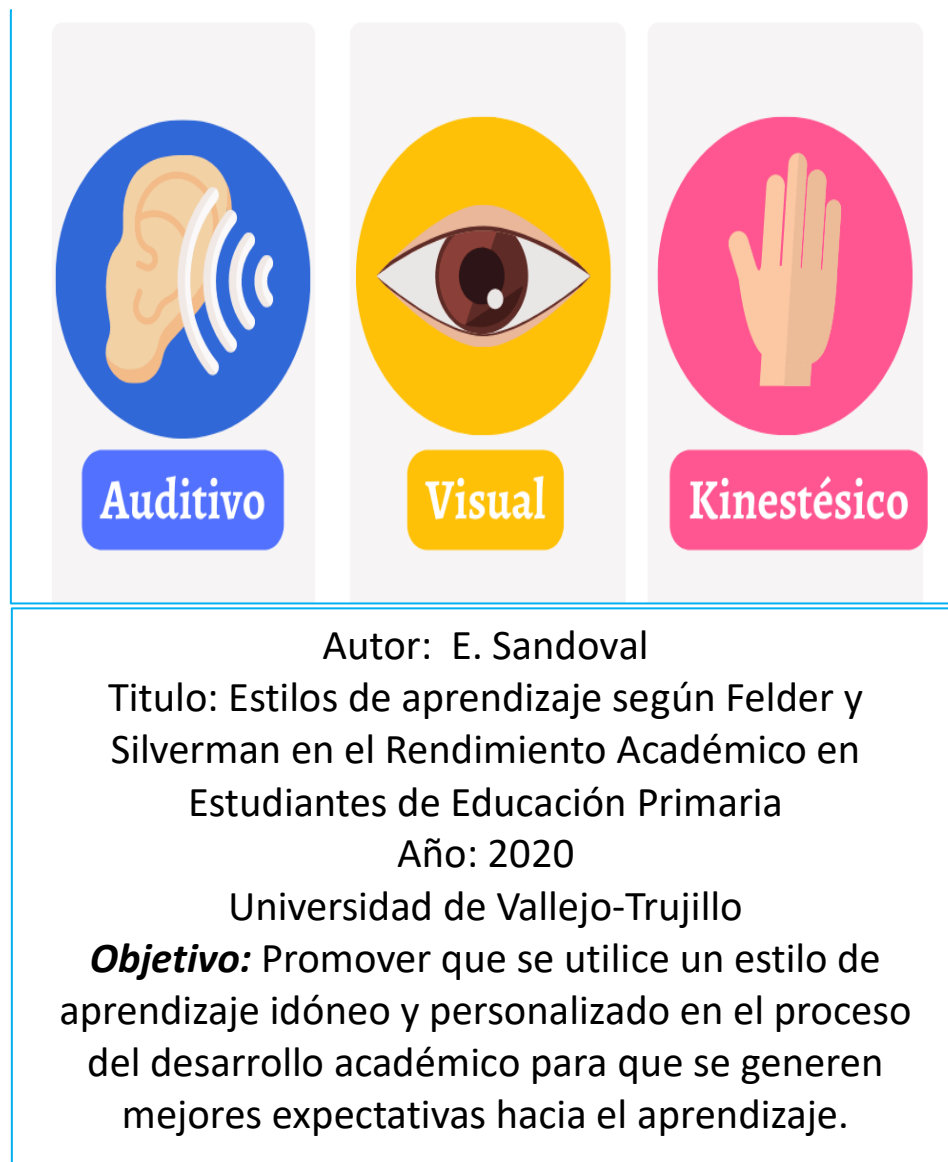 Auditivo
Visual
Kinestésico
Autor: E. Sandoval
Titulo: Estilos de aprendizaje según Felder y
Silverman en el Rendimiento Académico en
Estudiantes de Educación Primaria
Año: 2020
Universidad de Vallejo-Trujillo
Objetivo: Promover que se utilice un estilo de
aprendizaje idóneo y personalizado en el proceso
del desarrollo académico para que se generen
mejores expectativas hacia el aprendizaje.